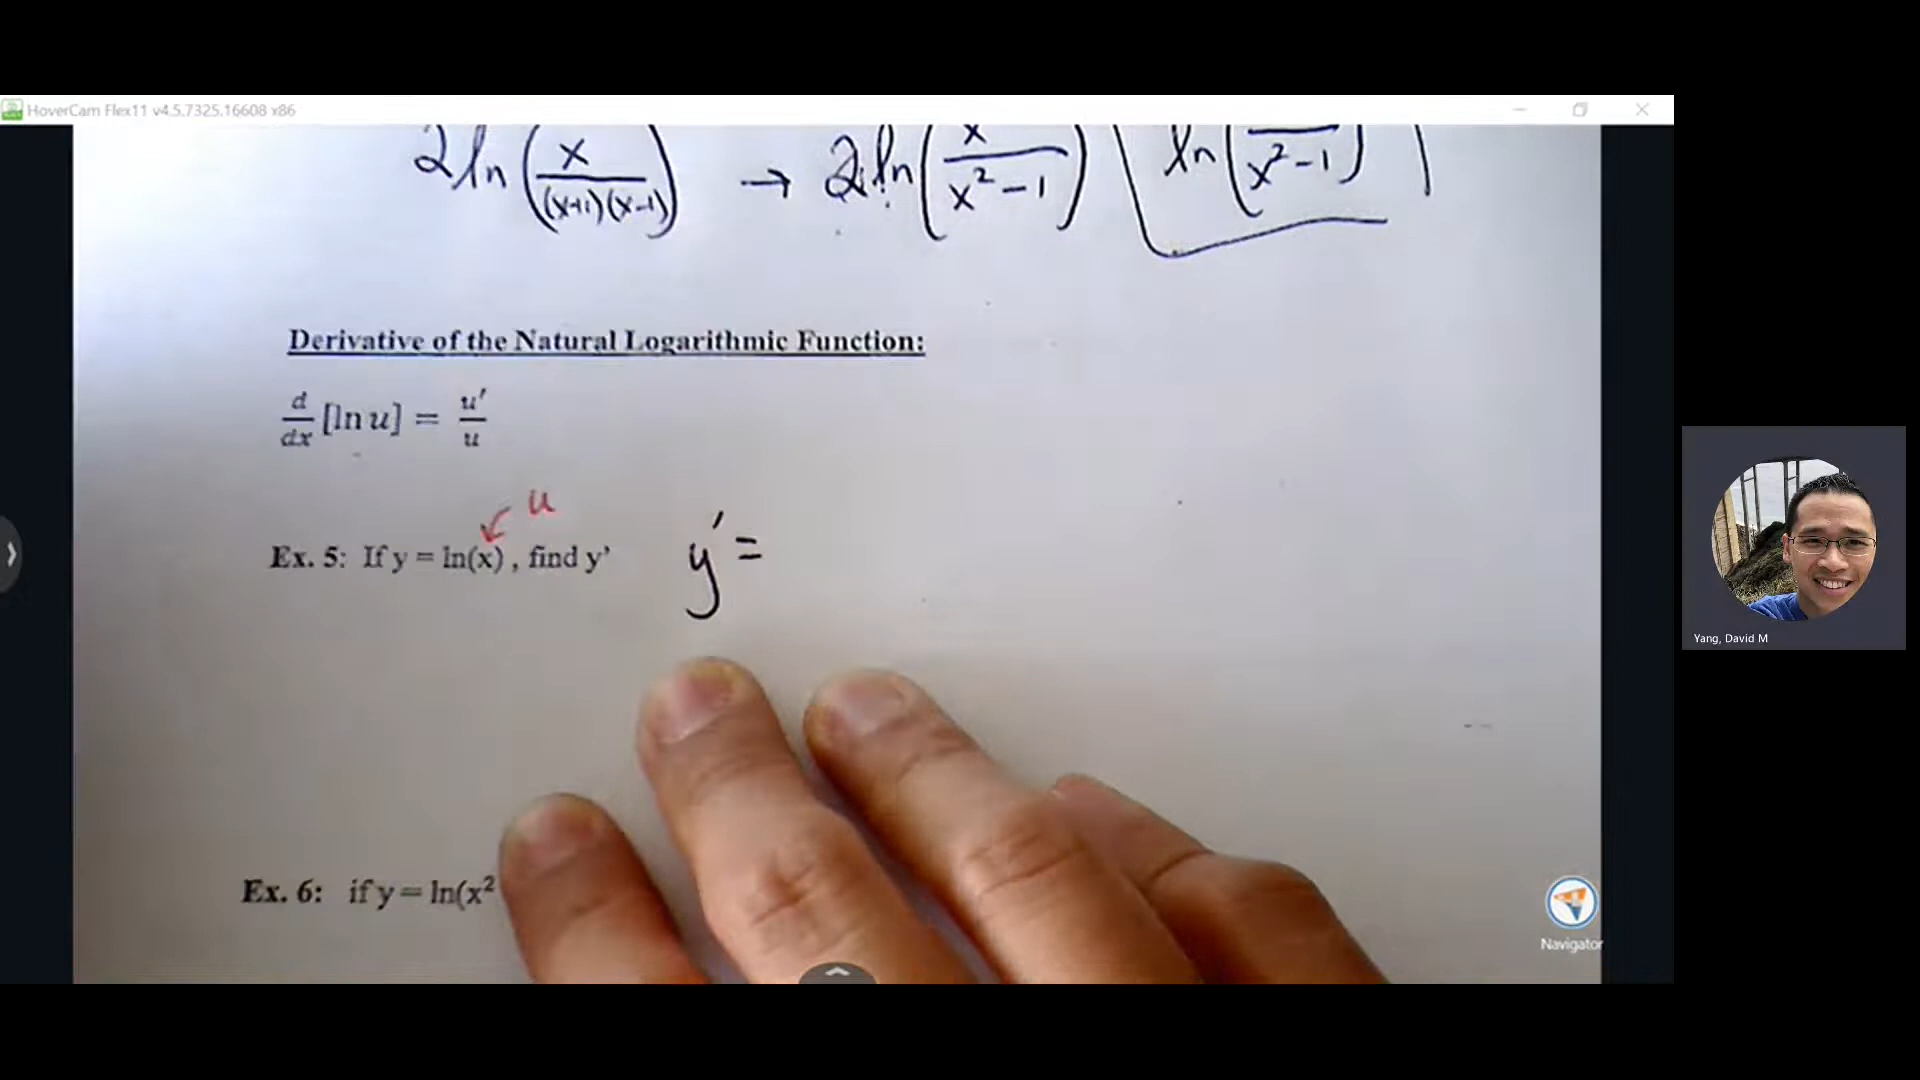 HoverCam Flex11 v4.5.7325.16608 x86
2ln(x/(x+1)(x-1)) → 2ln(x/x²-1) ln(/x²-1)
Derivative of the Natural Logarithmic Function:
d/dx [ln u] = u'/u
u
Ex. 5: If y = ln(x) , find y' y' =
Yang, David M
Ex. 6: if y = ln(x²
Navigator